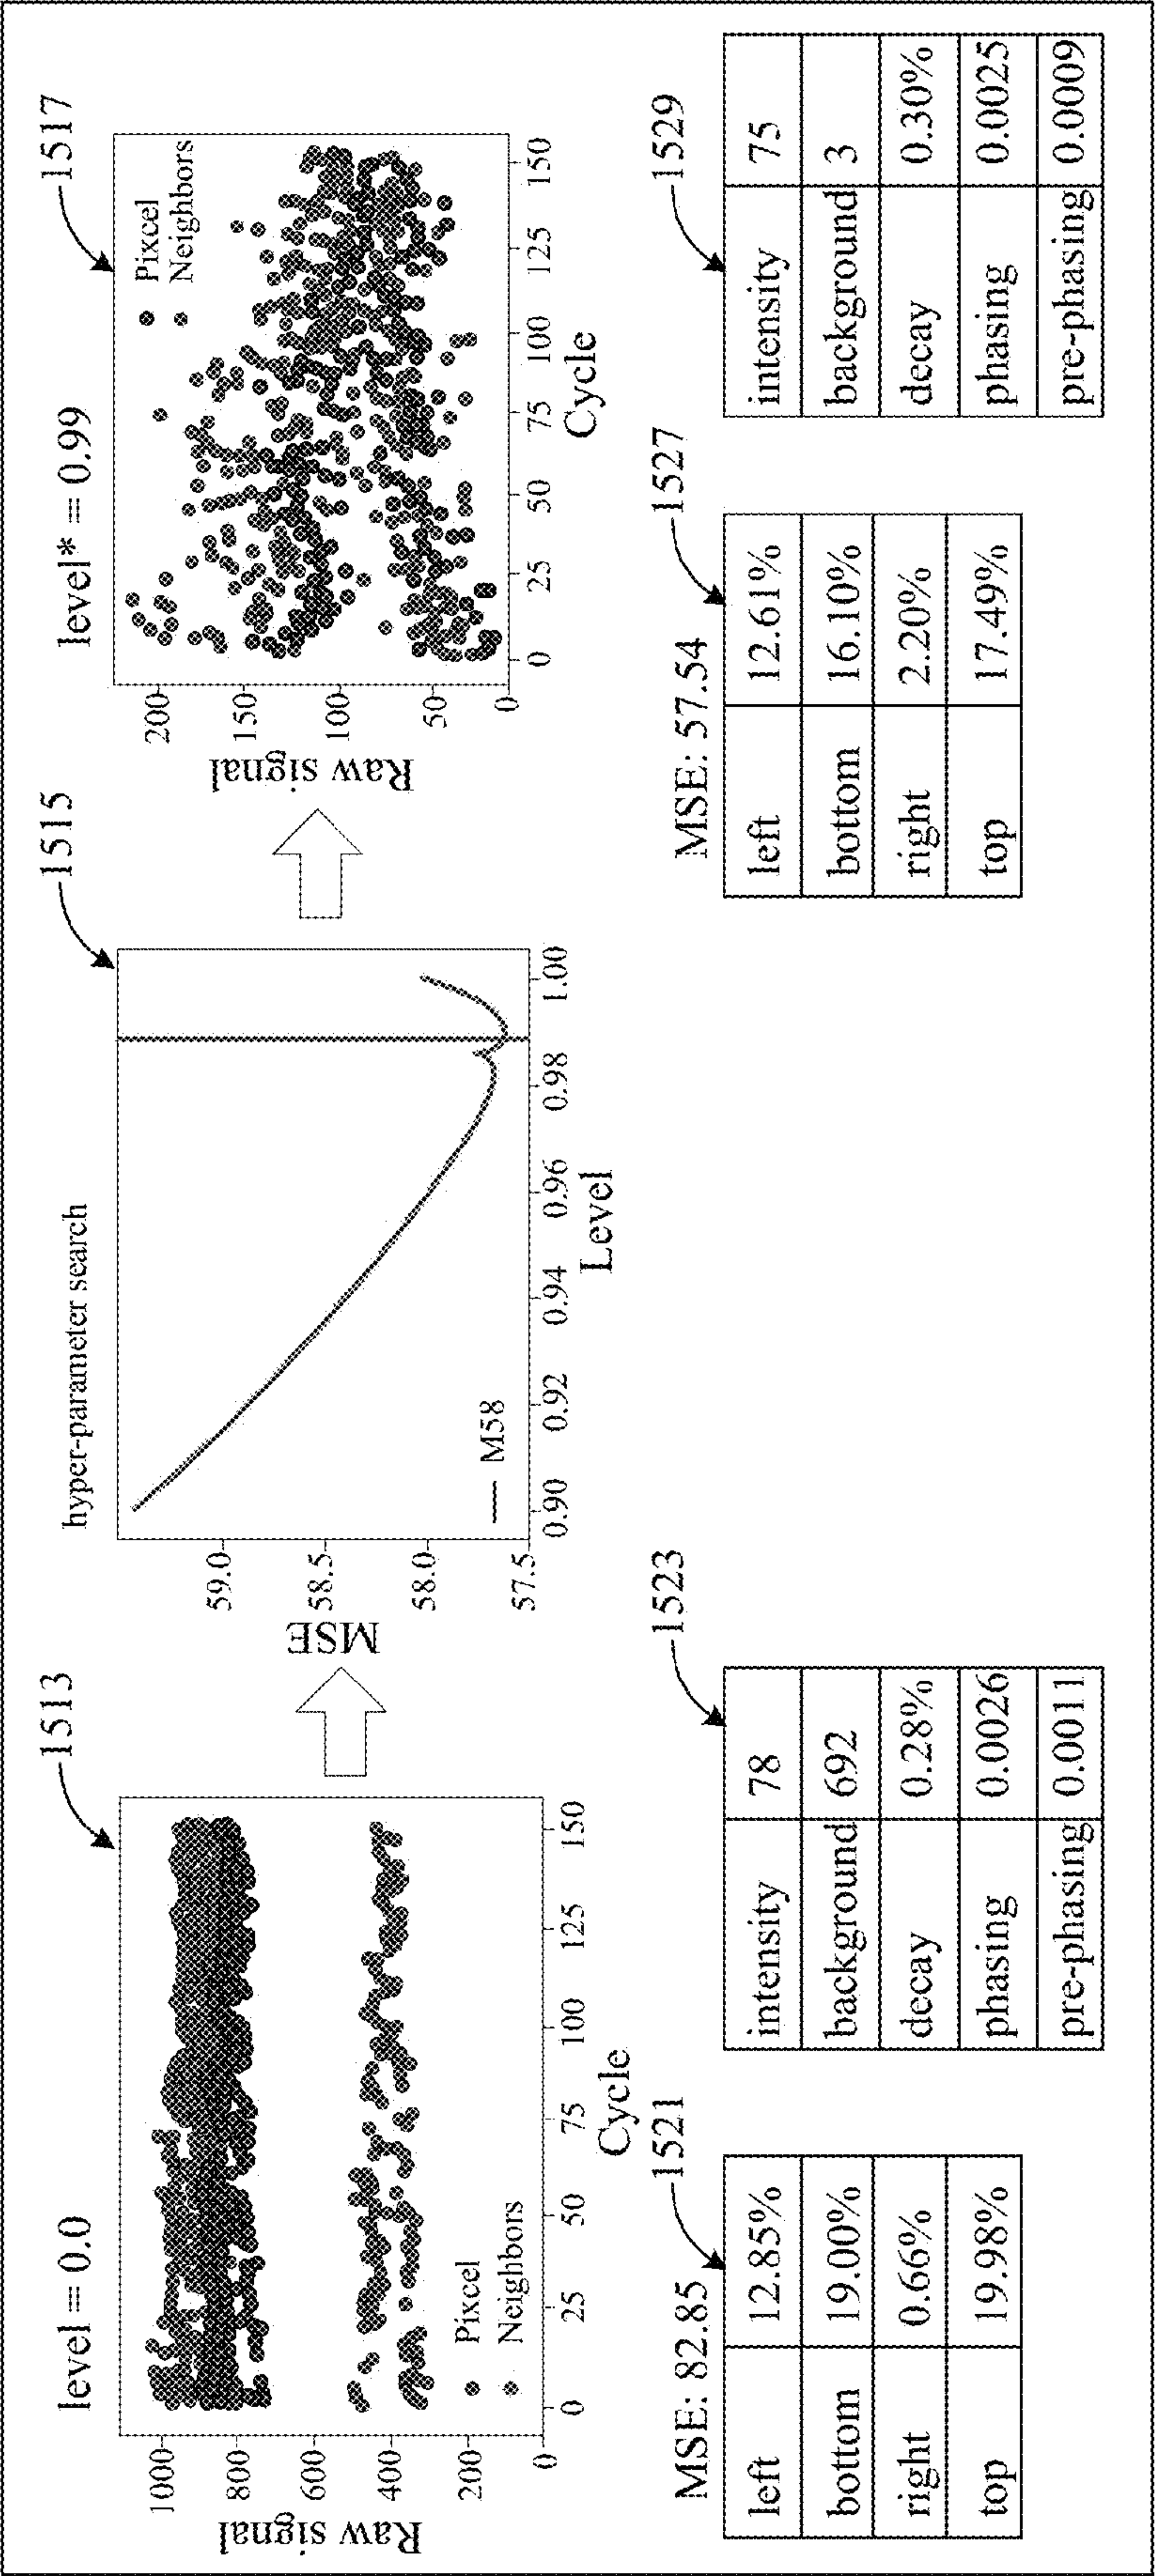 level = 0.0
1513
Raw signal
1000
800
600
400
200
0
Pixcel
Neighbors
0 25 50 75 100 125 150
Cycle
hyper-parameter search
1515
MSE
59.0
58.5
58.0
57.5
M58
0.90 0.92 0.94 0.96 0.98 1.00
Level
level* = 0.99
1517
Raw signal
200
150
100
50
0
Pixcel
Neighbors
0 25 50 75 100 125 150
Cycle
MSE: 82.85
1521
left 12.85%
bottom 19.00%
right 0.66%
top 19.98%
1523
intensity 78
background 692
decay 0.28%
phasing 0.0026
pre-phasing 0.0011
MSE: 57.54
1527
left 12.61%
bottom 16.10%
right 2.20%
top 17.49%
1529
intensity 75
background 3
decay 0.30%
phasing 0.0025
pre-phasing 0.0009